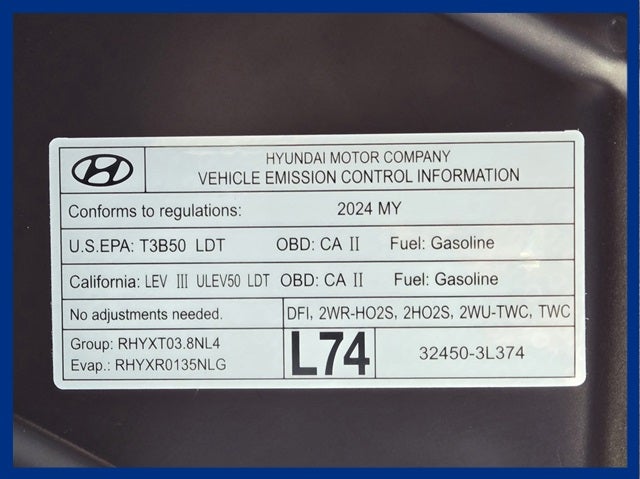 HYUNDAI MOTOR COMPANY
VEHICLE EMISSION CONTROL INFORMATION
Conforms to regulations: 2024 MY
U.S.EPA: T3B50 LDT OBD: CA II Fuel: Gasoline
California: LEV III ULEV50 LDT OBD: CA II Fuel: Gasoline
No adjustments needed. DFI, 2WR-HO2S, 2HO2S, 2WU-TWC, TWC
Group: RHYXT03.8NL4
Evap.: RHYXR0135NLG
L74
32450-3L374